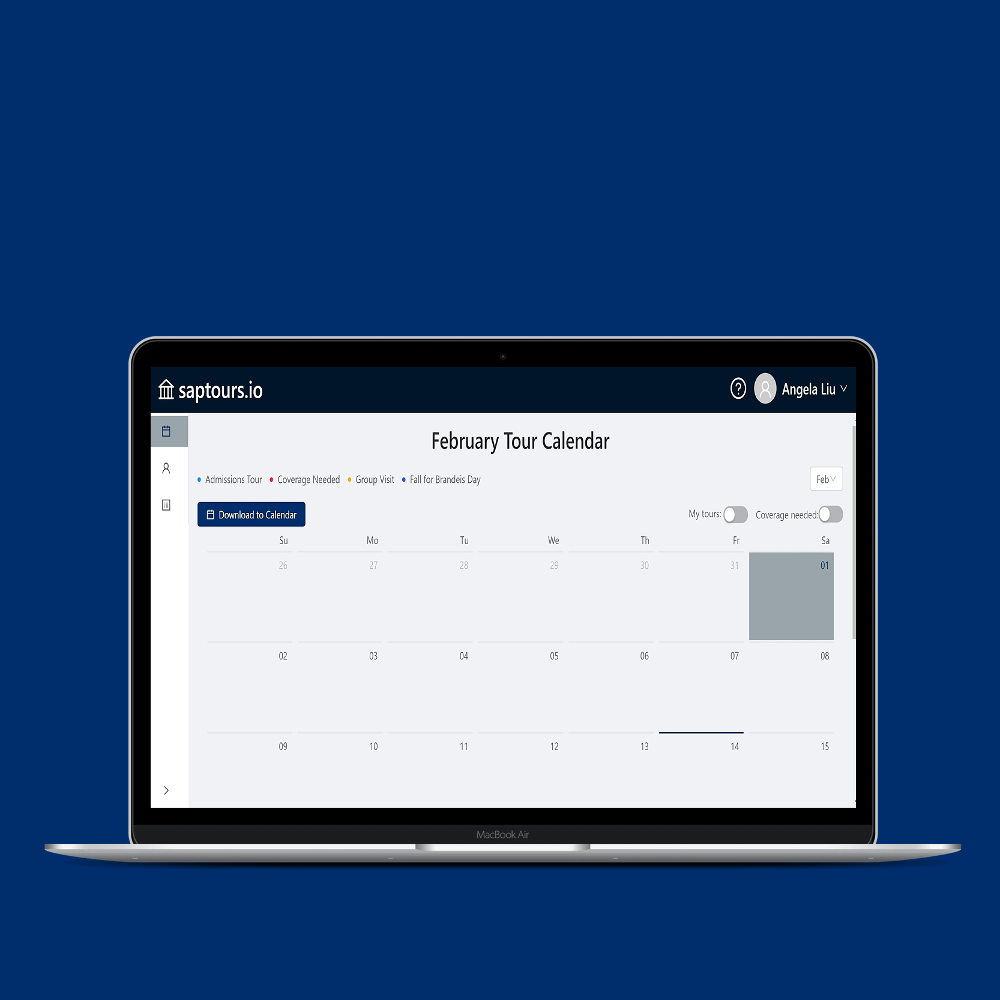 saptours.io
? Angela Liu
February Tour Calendar
Admissions Tour Coverage Needed Group Visit Fall for Brandeis Day Feb
Download to Calendar My tours: Coverage needed:
Su Mo Tu We Th Fr Sa
26 27 28 29 30 31 01
02 03 04 05 06 07 08
09 10 11 12 13 14 15
MacBook Air